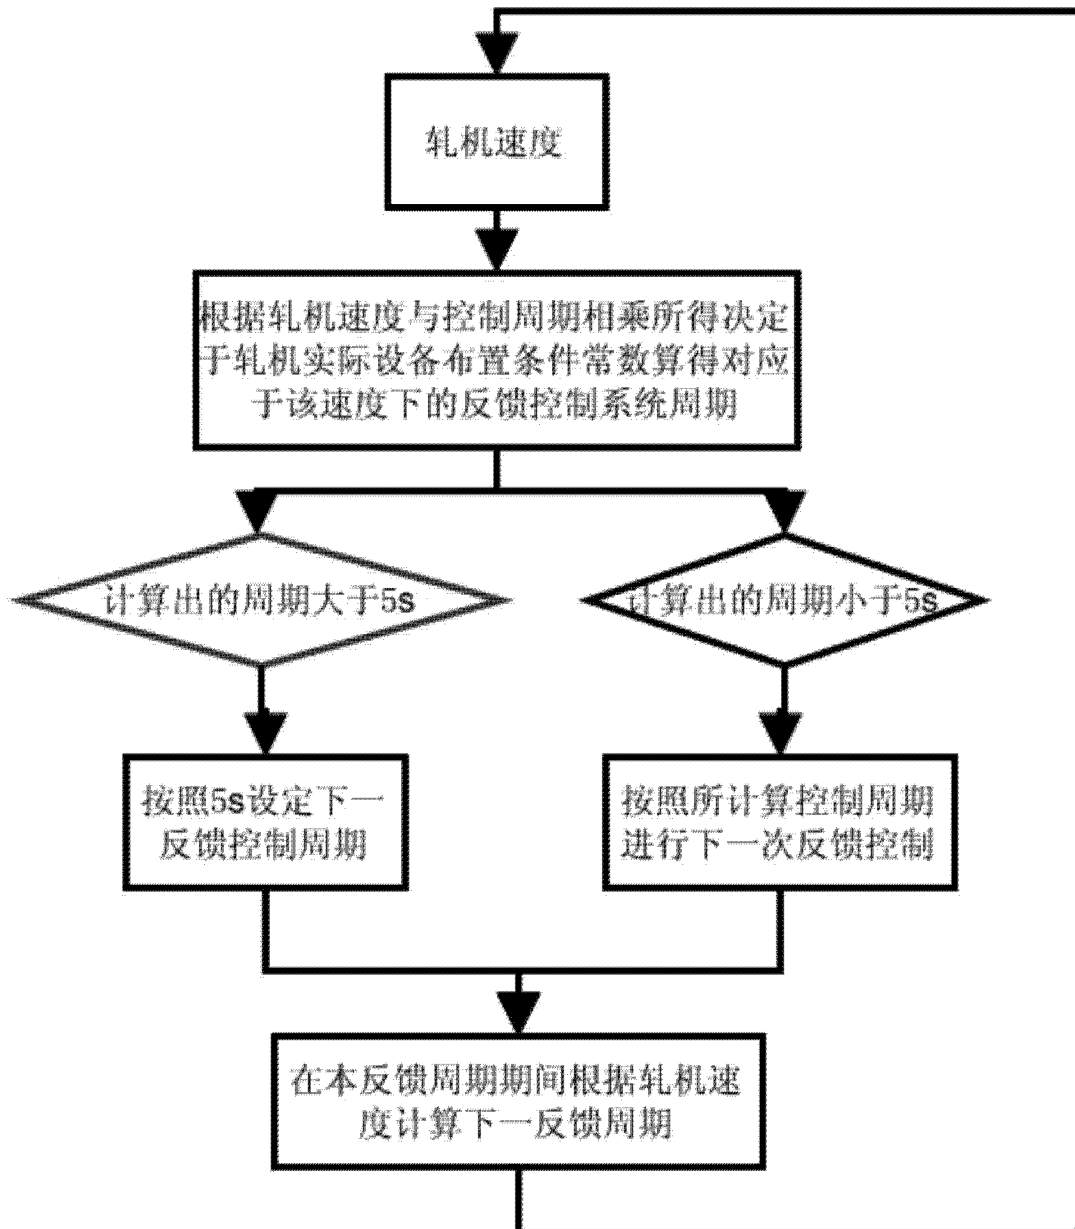 轧机速度
根据轧机速度与控制周期相乘所得决定
于轧机实际设备布置条件常数算得对应
于该速度下的反馈控制系统周期
计算出的周期大于5s
计算出的周期小于5s
按照5s设定下一
反馈控制周期
按照所计算控制周期
进行下一次反馈控制
在本反馈周期期间根据轧机速
度计算下一反馈周期